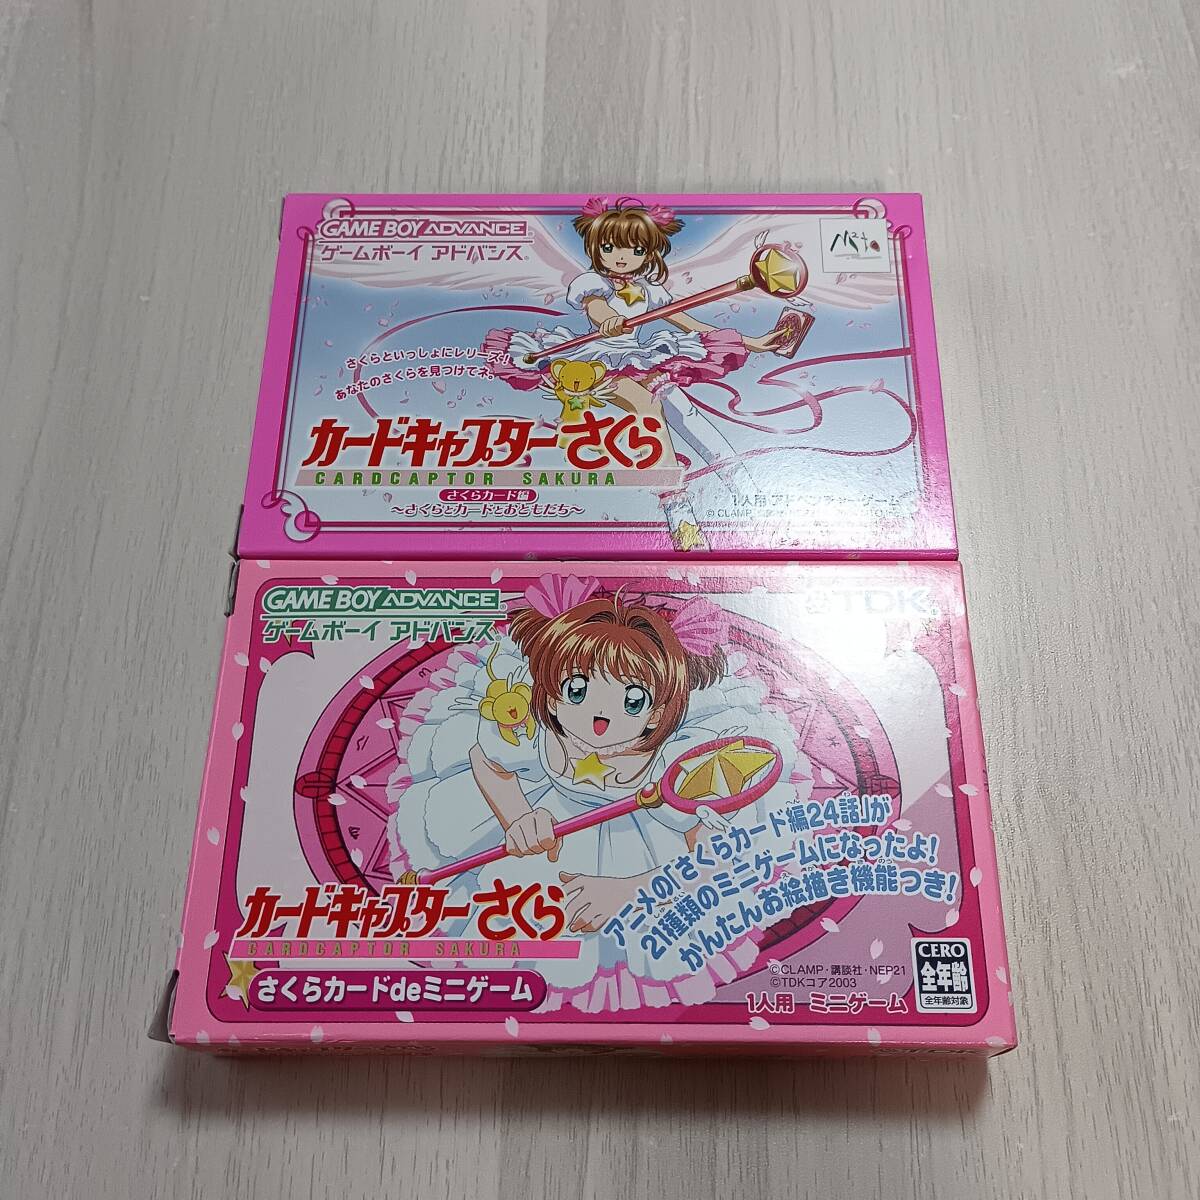 GAME BOY ADVANCE
ゲームボーイ アドバンス
さくらといっしょにレリーズ!
あなたのさくらを見つけてネ。
カードキャプターさくら
CARDCAPTOR SAKURA
さくらカード編
〜さくらとカードとおともだち〜
1人用 アドベンチャーゲーム
© CLAMP
GAME BOY ADVANCE
ゲームボーイ アドバンス
TDK
アニメの「さくらカード編24話」が
21種類のミニゲームになったよ!
かんたんお絵描き機能つき!
カードキャプターさくら
CARDCAPTOR SAKURA
さくらカードdeミニゲーム
©CLAMP・講談社・NEP21
©TDKコア2003
1人用 ミニゲーム
CERO
全年齢
全年齢対象